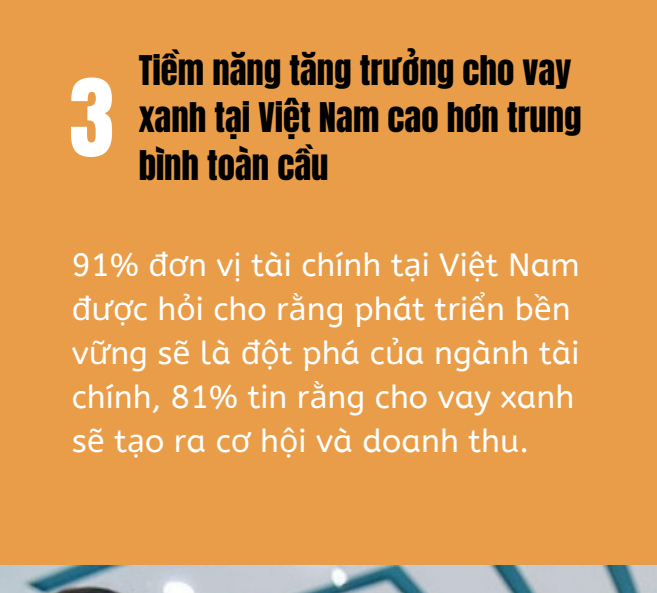 3
Tiềm năng tăng trưởng cho vay
xanh tại Việt Nam cao hơn trung
bình toàn cầu
91% đơn vị tài chính tại Việt Nam
được hỏi cho rằng phát triển bền
vững sẽ là đột phá của ngành tài
chính, 81% tin rằng cho vay xanh
sẽ tạo ra cơ hội và doanh thu.